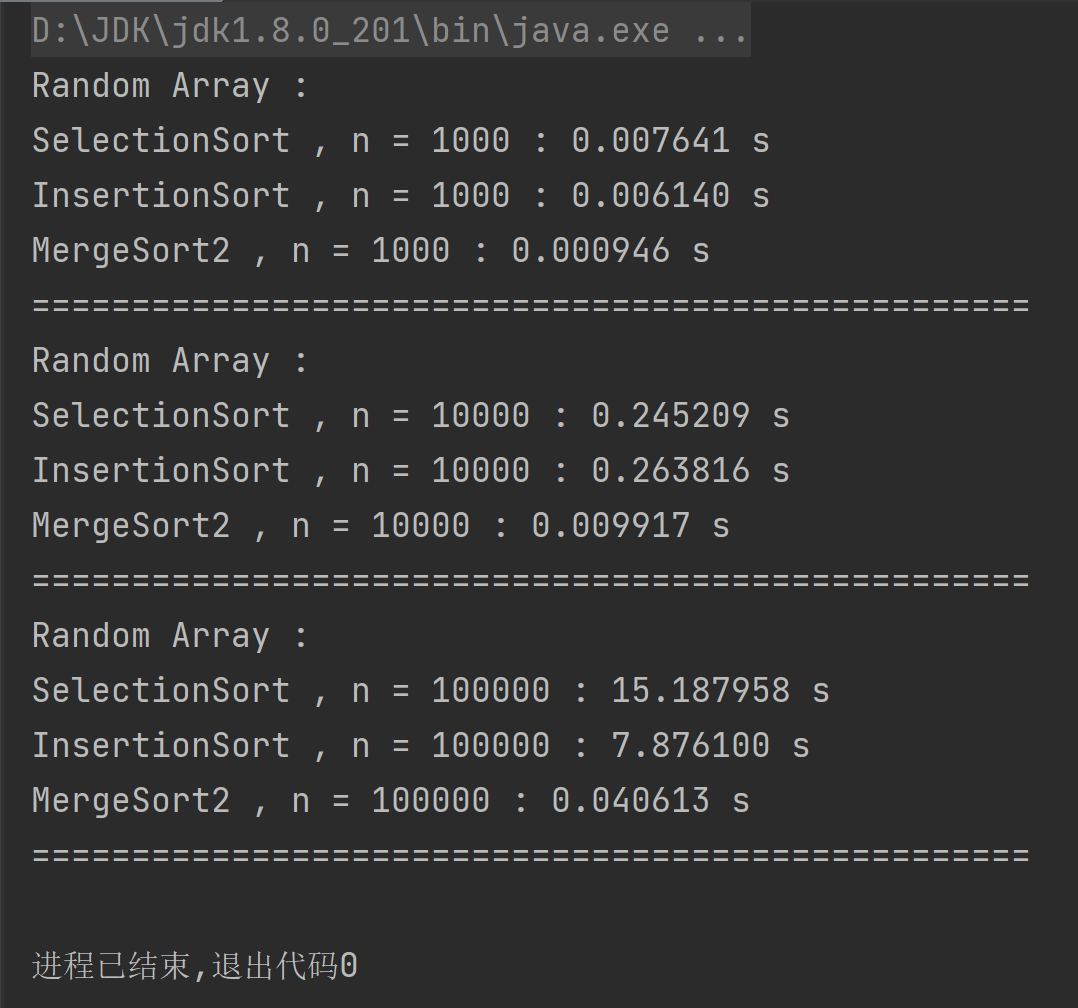 D:\JDK\jdk1.8.0_201\bin\java.exe ...
Random Array :
SelectionSort , n = 1000 : 0.007641 s
InsertionSort , n = 1000 : 0.006140 s
MergeSort2 , n = 1000 : 0.000946 s
==================================================
Random Array :
SelectionSort , n = 10000 : 0.245209 s
InsertionSort , n = 10000 : 0.263816 s
MergeSort2 , n = 10000 : 0.009917 s
==================================================
Random Array :
SelectionSort , n = 100000 : 15.187958 s
InsertionSort , n = 100000 : 7.876100 s
MergeSort2 , n = 100000 : 0.040613 s
==================================================
进程已结束,退出代码0